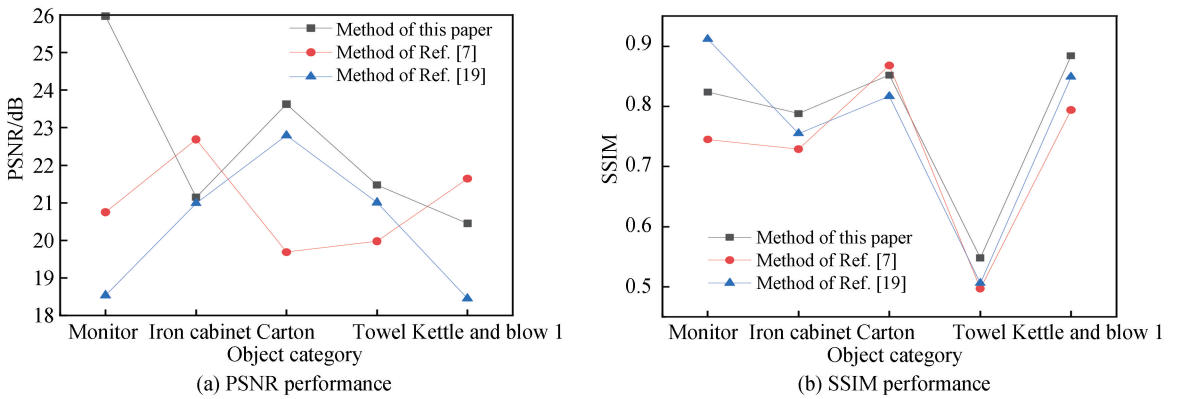 26
25
24
23
22
21
20
19
18
PSNR/dB
Method of this paper
Method of Ref. [7]
Method of Ref. [19]
Monitor Iron cabinet Carton Towel Kettle and blow 1
Object category
(a) PSNR performance
0.9
0.8
0.7
0.6
0.5
SSIM
Method of this paper
Method of Ref. [7]
Method of Ref. [19]
Monitor Iron cabinet Carton Towel Kettle and blow 1
Object category
(b) SSIM performance